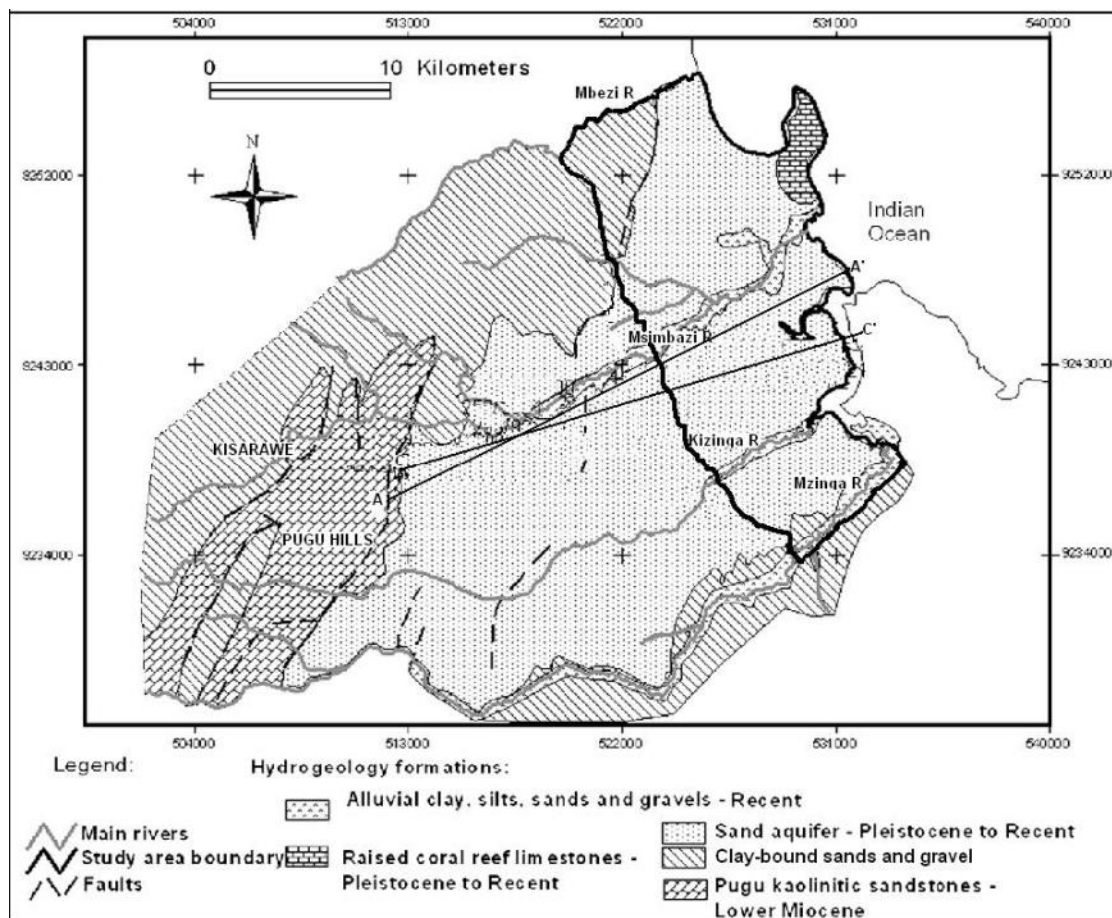 504000 513000 522000 531000 540000
0 10 Kilometers
Mbezi R
N
9252000 9252000
Indian
Ocean
A'
C'
Msimbazi R
9243000 9243000
KISARAWE
Kizinga R
C
Mzinga R
A
PUGU HILLS
9234000 9234000
504000 513000 522000 531000 540000
Legend: Hydrogeology formations:
Alluvial clay, silts, sands and gravels - Recent
Main rivers
Study area boundary
Faults
Raised coral reef limestones -
Pleistocene to Recent
Sand aquifer - Pleistocene to Recent
Clay-bound sands and gravel
Pugu kaolinitic sandstones -
Lower Miocene